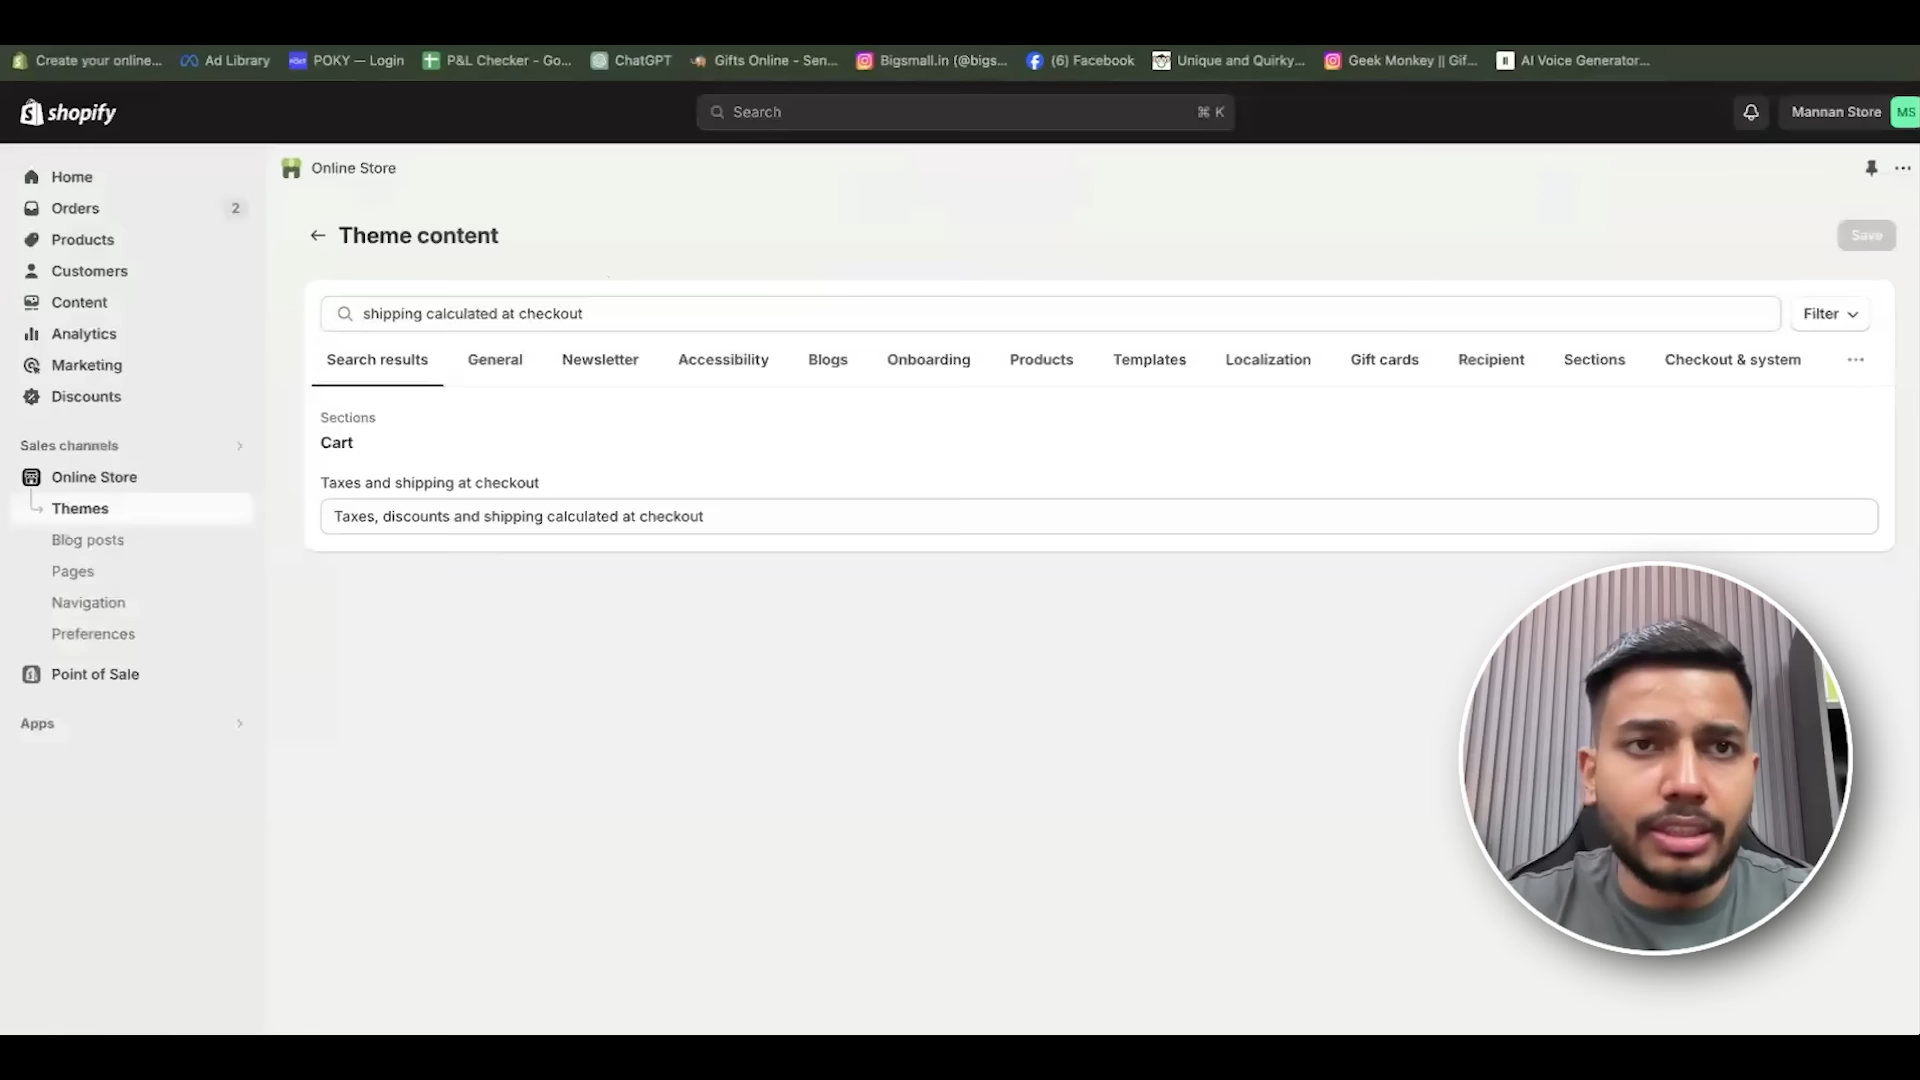 Create your online... Ad Library POKY — Login P&L Checker - Go... ChatGPT Gifts Online - Sen... Bigsmall.in (@bigs... (6) Facebook Unique and Quirky... Geek Monkey || Gif... AI Voice Generator...
shopify Search ⌘ K Mannan Store MS
Online Store
Home
Orders 2
Products
Customers
Content
Analytics
Marketing
Discounts
Sales channels
Online Store
Themes
Blog posts
Pages
Navigation
Preferences
Point of Sale
Apps
Theme content
Save
shipping calculated at checkout
Filter
Search results General Newsletter Accessibility Blogs Onboarding Products Templates Localization Gift cards Recipient Sections Checkout & system
Sections
Cart
Taxes and shipping at checkout
Taxes, discounts and shipping calculated at checkout